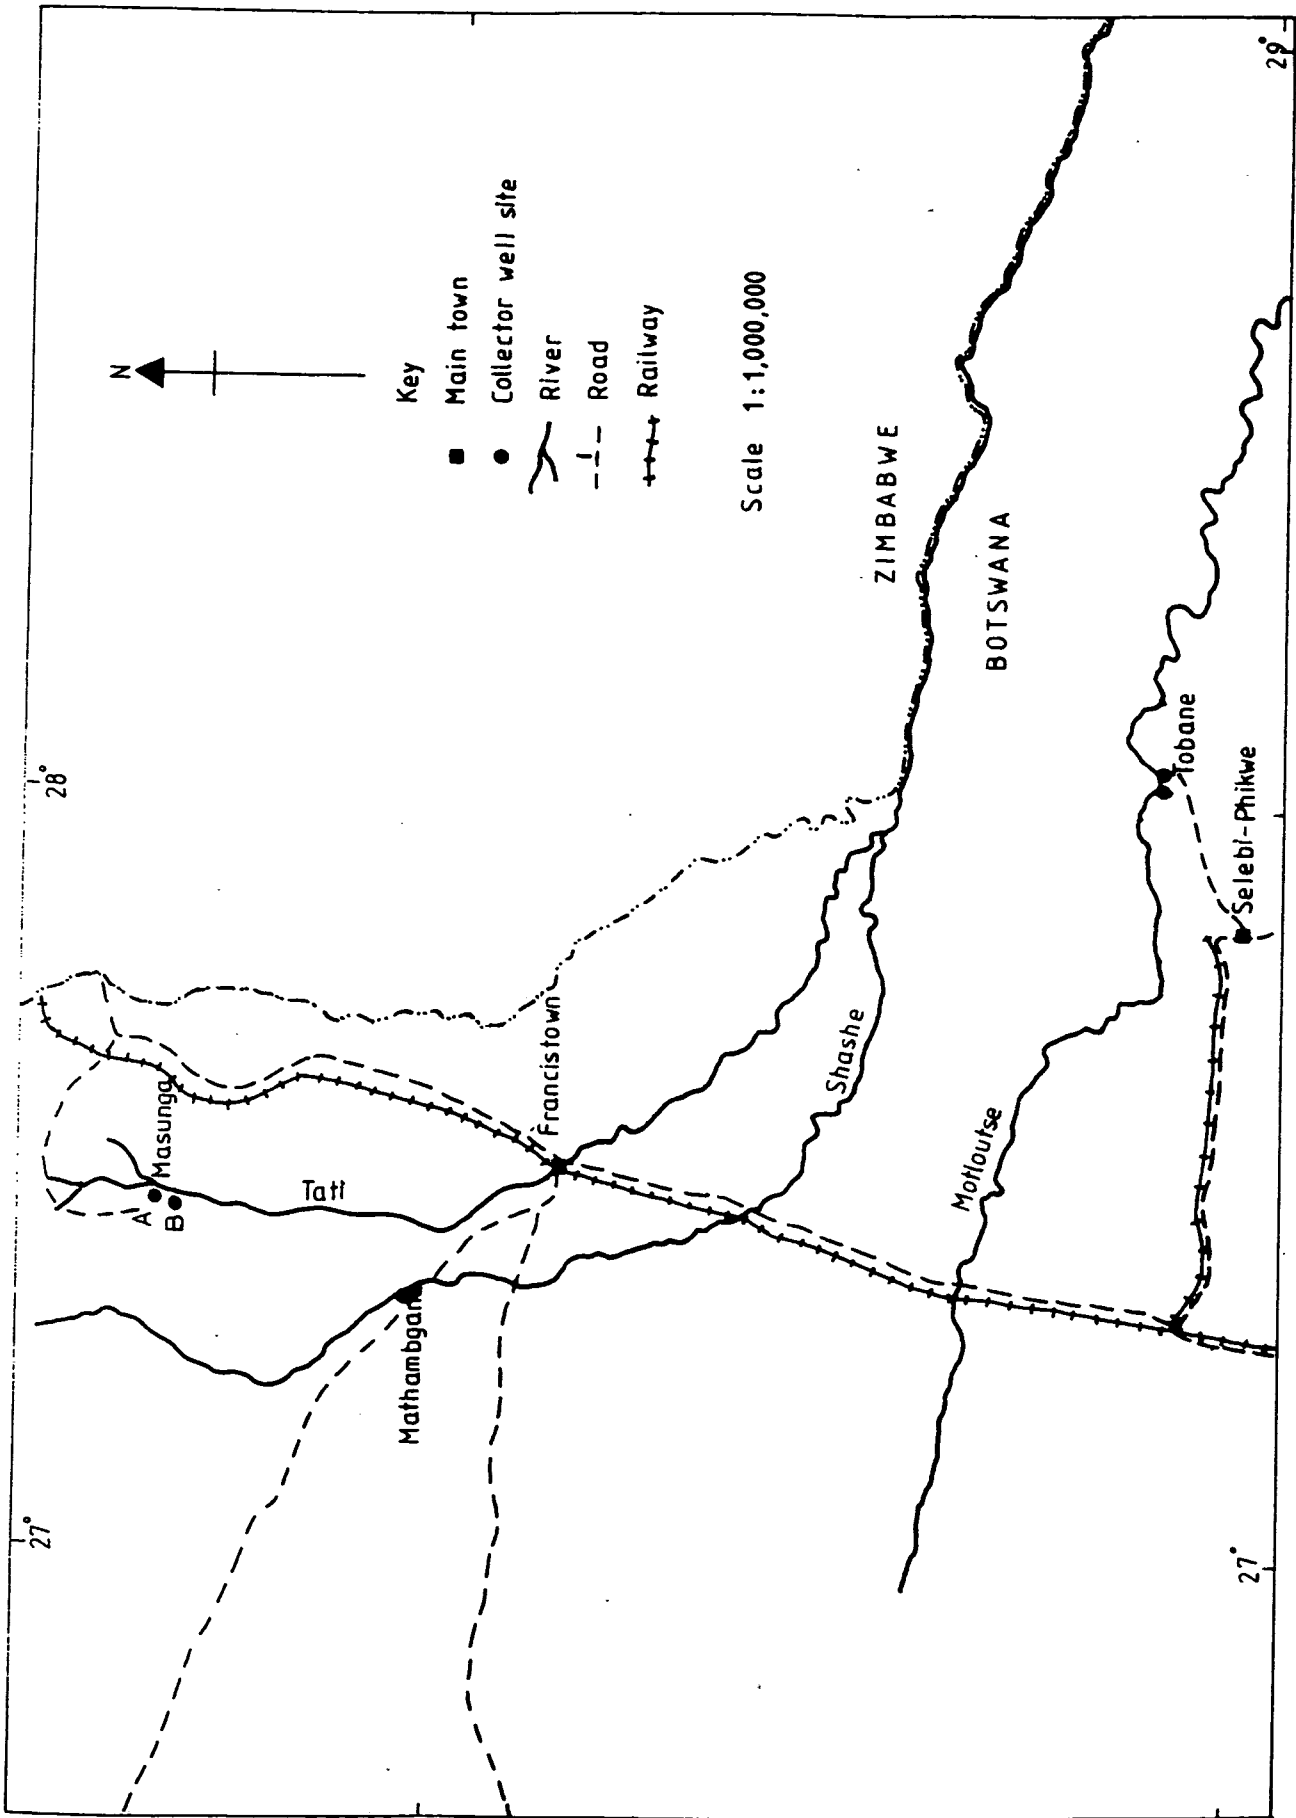 28°
27°
N
Key
Main town
Collector well site
River
Road
Railway
Scale 1:1,000,000
Masunga
A
B
Tati
Francistown
Mathambgan
ZIMBABWE
BOTSWANA
Shashe
Motloutse
Tobane
Selebi-Phikwe
27°
29°